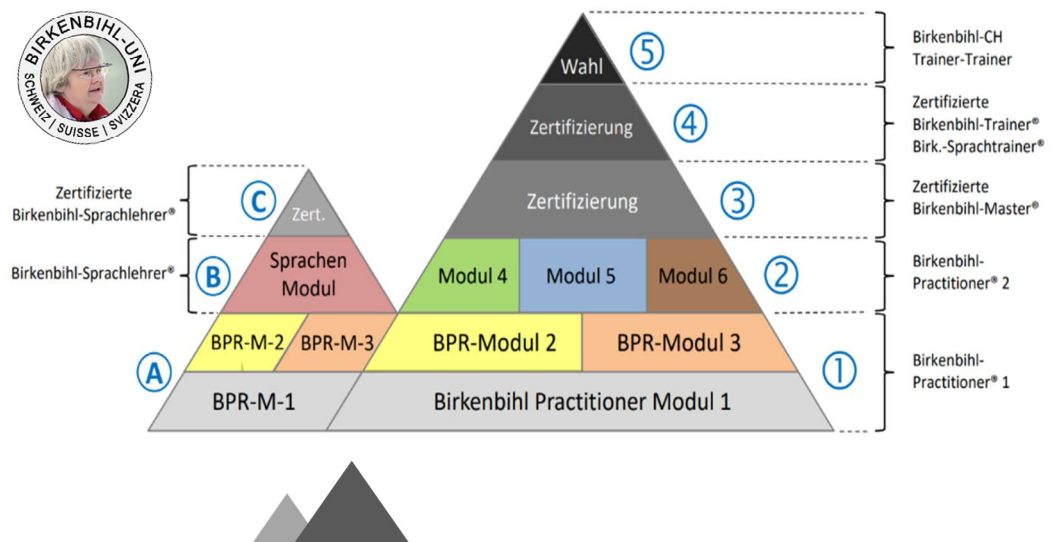 BIRKENBIHL-UNI
SCHWEIZ | SUISSE | SVIZZERA
Wahl
5
Birkenbihl-CH
Trainer-Trainer
Zertifizierung
4
Zertifizierte
Birkenbihl-Trainer®
Birk.-Sprachtrainer®
Zertifizierte
Birkenbihl-Sprachlehrer®
C
Zert.
Zertifizierung
3
Zertifizierte
Birkenbihl-Master®
Birkenbihl-Sprachlehrer®
B
Sprachen
Modul
Modul 4
Modul 5
Modul 6
2
Birkenbihl-
Practitioner® 2
A
BPR-M-2
BPR-M-3
BPR-Modul 2
BPR-Modul 3
1
Birkenbihl-
Practitioner® 1
BPR-M-1
Birkenbihl Practitioner Modul 1